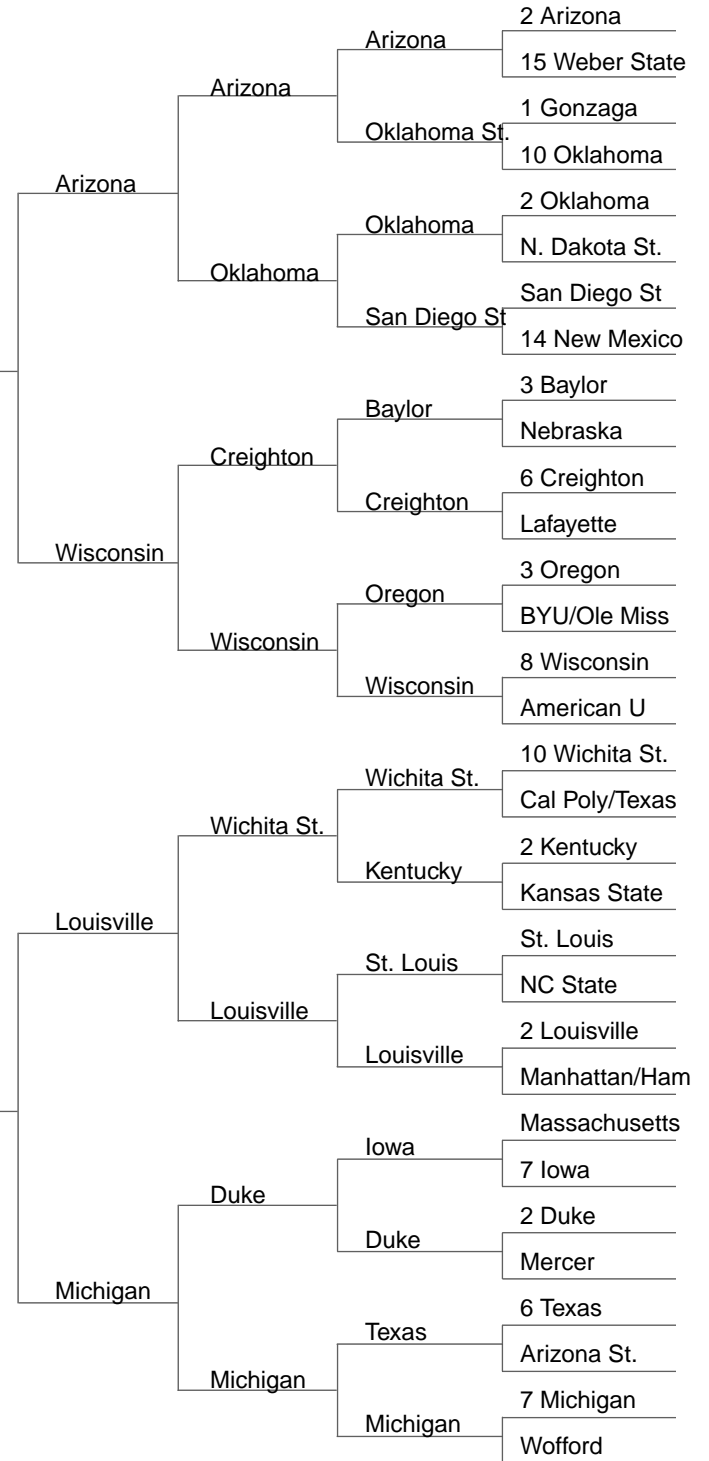 2 Arizona
Arizona
15 Weber State
Arizona
1 Gonzaga
Oklahoma St.
10 Oklahoma
Arizona
2 Oklahoma
Oklahoma
N. Dakota St.
Oklahoma
San Diego St
San Diego St
14 New Mexico
3 Baylor
Baylor
Nebraska
Creighton
6 Creighton
Creighton
Lafayette
Wisconsin
3 Oregon
Oregon
BYU/Ole Miss
Wisconsin
8 Wisconsin
Wisconsin
American U
10 Wichita St.
Wichita St.
Cal Poly/Texas
Wichita St.
2 Kentucky
Kentucky
Kansas State
Louisville
St. Louis
St. Louis
NC State
Louisville
2 Louisville
Louisville
Manhattan/Ham
Massachusetts
Iowa
7 Iowa
Duke
2 Duke
Duke
Mercer
Michigan
6 Texas
Texas
Arizona St.
Michigan
7 Michigan
Michigan
Wofford